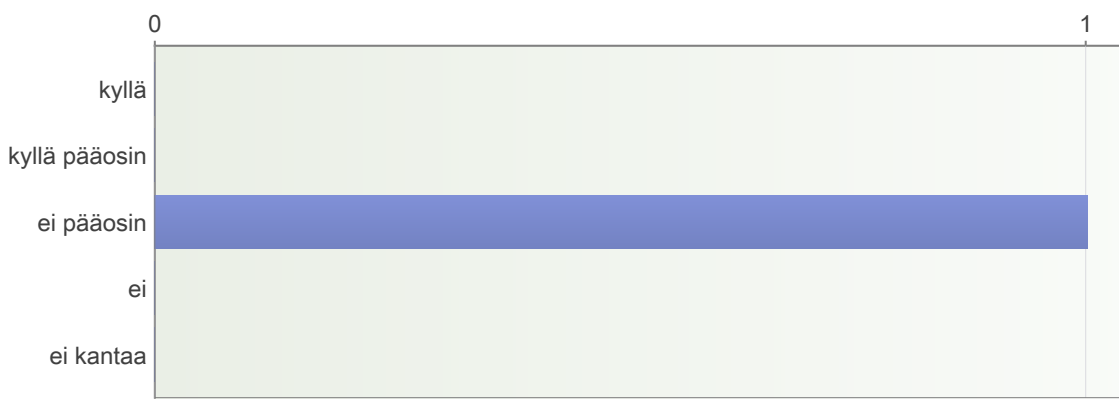 0 1
kyllä
kyllä pääosin
ei pääosin
ei
ei kantaa